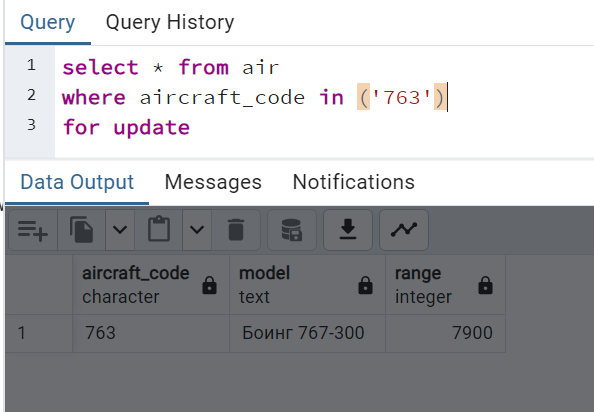 Query Query History
1 select * from air
2 where aircraft_code in ('763')
3 for update
Data Output Messages Notifications
aircraft_code model range
character text integer
1 763 Боинг 767-300 7900